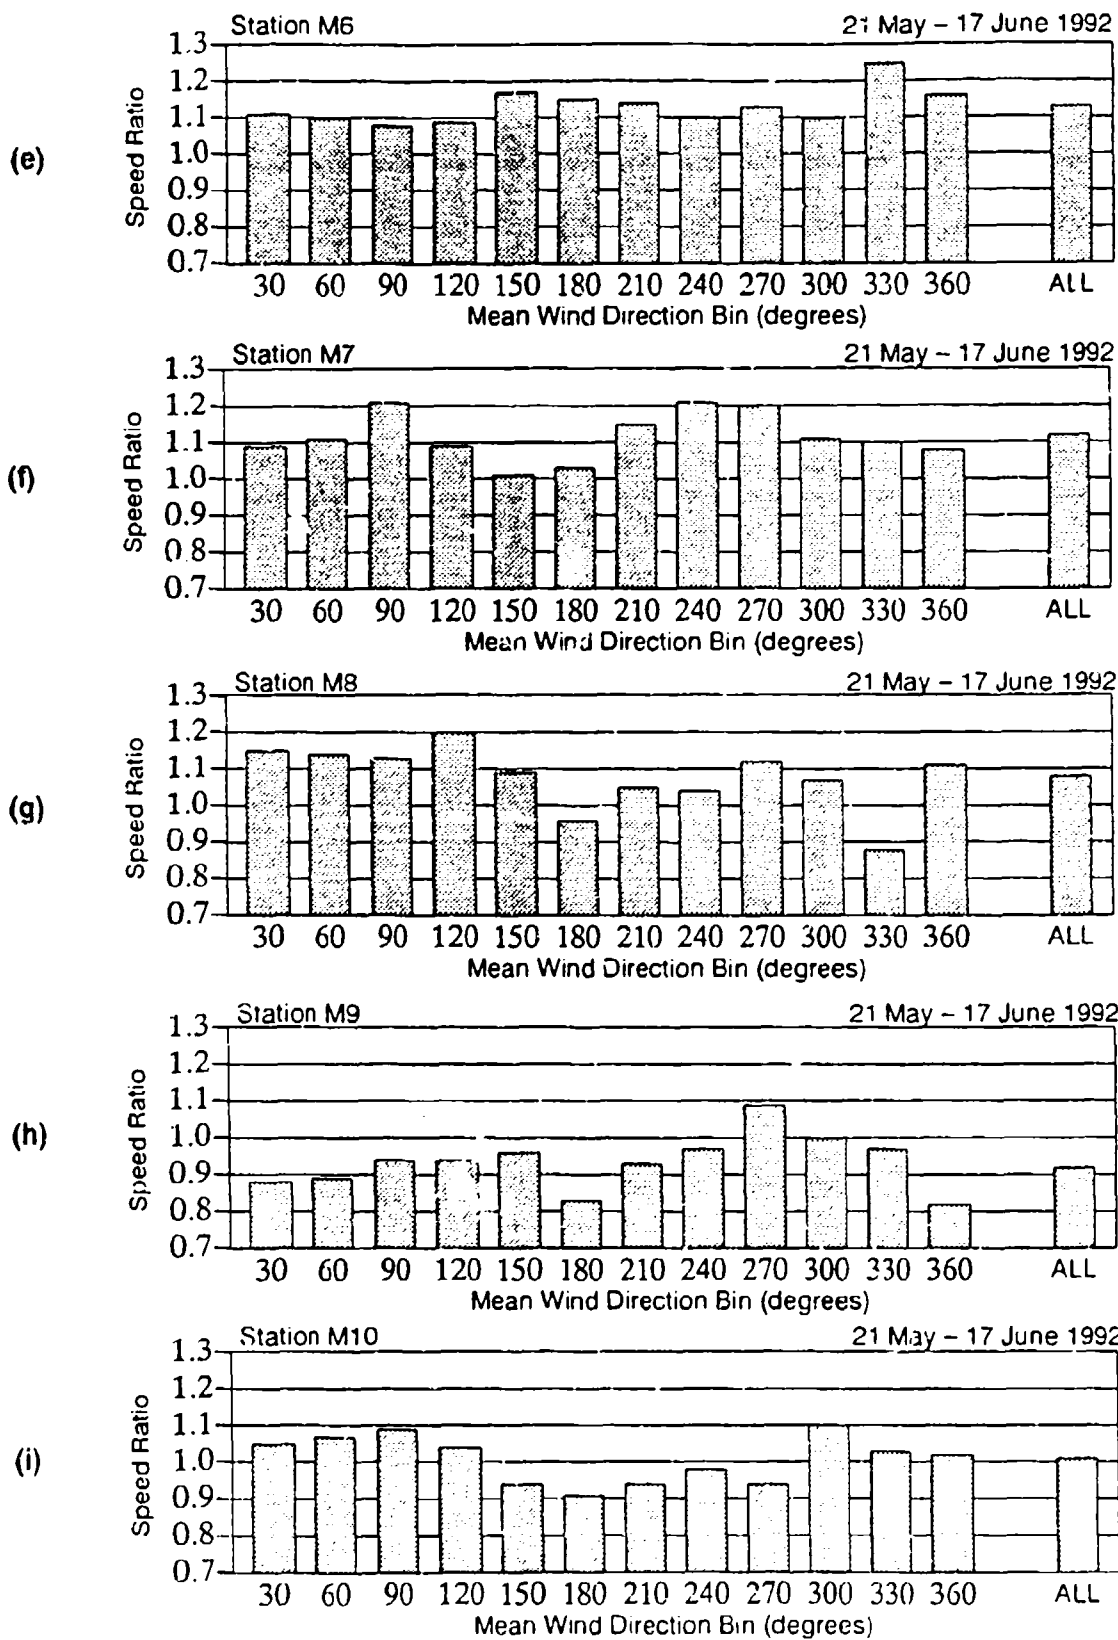 Station M6 21 May – 17 June 1992
1.3
1.2
1.1
1.0
0.9
0.8
0.7
Speed Ratio
(e)
30 60 90 120 150 180 210 240 270 300 330 360 ALL
Mean Wind Direction Bin (degrees)
Station M7 21 May – 17 June 1992
1.3
1.2
1.1
1.0
0.9
0.8
0.7
Speed Ratio
(f)
30 60 90 120 150 180 210 240 270 300 330 360 ALL
Mean Wind Direction Bin (degrees)
Station M8 21 May – 17 June 1992
1.3
1.2
1.1
1.0
0.9
0.8
0.7
Speed Ratio
(g)
30 60 90 120 150 180 210 240 270 300 330 360 ALL
Mean Wind Direction Bin (degrees)
Station M9 21 May – 17 June 1992
1.3
1.2
1.1
1.0
0.9
0.8
0.7
Speed Ratio
(h)
30 60 90 120 150 180 210 240 270 300 330 360 ALL
Mean Wind Direction Bin (degrees)
Station M10 21 May – 17 June 1992
1.3
1.2
1.1
1.0
0.9
0.8
0.7
Speed Ratio
(i)
30 60 90 120 150 180 210 240 270 300 330 360 ALL
Mean Wind Direction Bin (degrees)